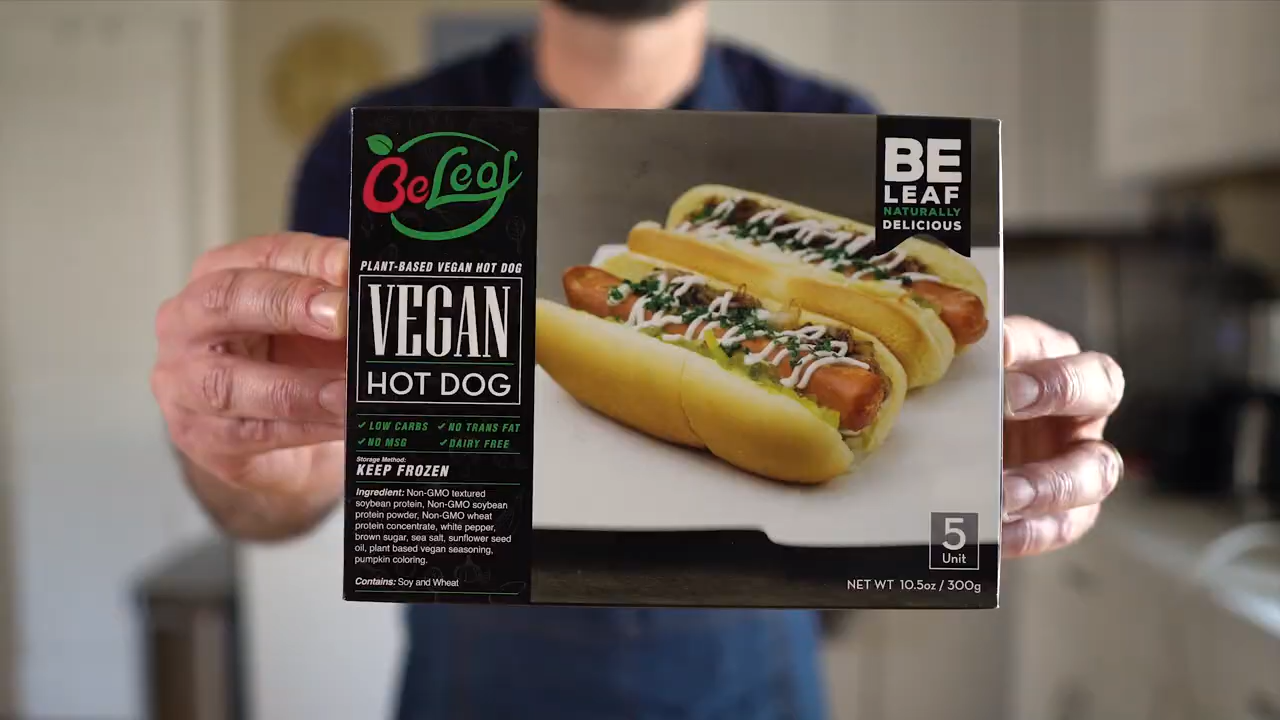 BeLeaf
PLANT-BASED VEGAN HOT DOG
VEGAN
HOT DOG
✓ LOW CARBS ✓ NO TRANS FAT
✓ NO MSG ✓ DAIRY FREE
Storage Method:
KEEP FROZEN
Ingredient: Non-GMO textured
soybean protein, Non-GMO soybean
protein powder, Non-GMO wheat
protein concentrate, white pepper,
brown sugar, sea salt, sunflower seed
oil, plant based vegan seasoning,
pumpkin coloring.
Contains: Soy and Wheat
BE
LEAF
NATURALLY
DELICIOUS
5
Unit
NET WT 10.5oz / 300g